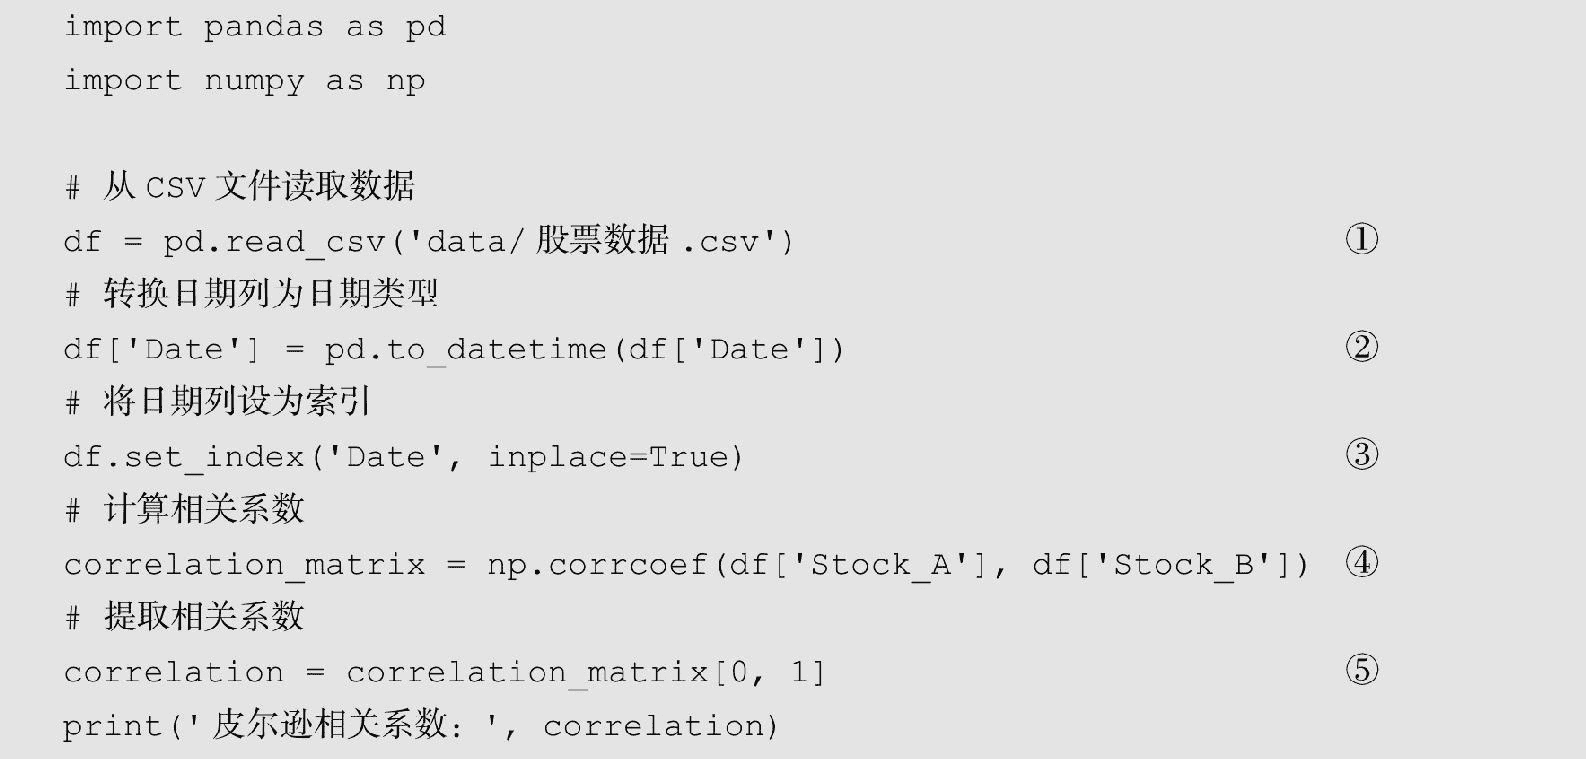 import pandas as pd
import numpy as np
# 从 CSV 文件读取数据
df = pd.read_csv('data/股票数据.csv') ①
# 转换日期列为日期类型
df['Date'] = pd.to_datetime(df['Date']) ②
# 将日期列设为索引
df.set_index('Date', inplace=True) ③
# 计算相关系数
correlation_matrix = np.corrcoef(df['Stock_A'], df['Stock_B']) ④
# 提取相关系数
correlation = correlation_matrix[0, 1] ⑤
print('皮尔逊相关系数：', correlation)